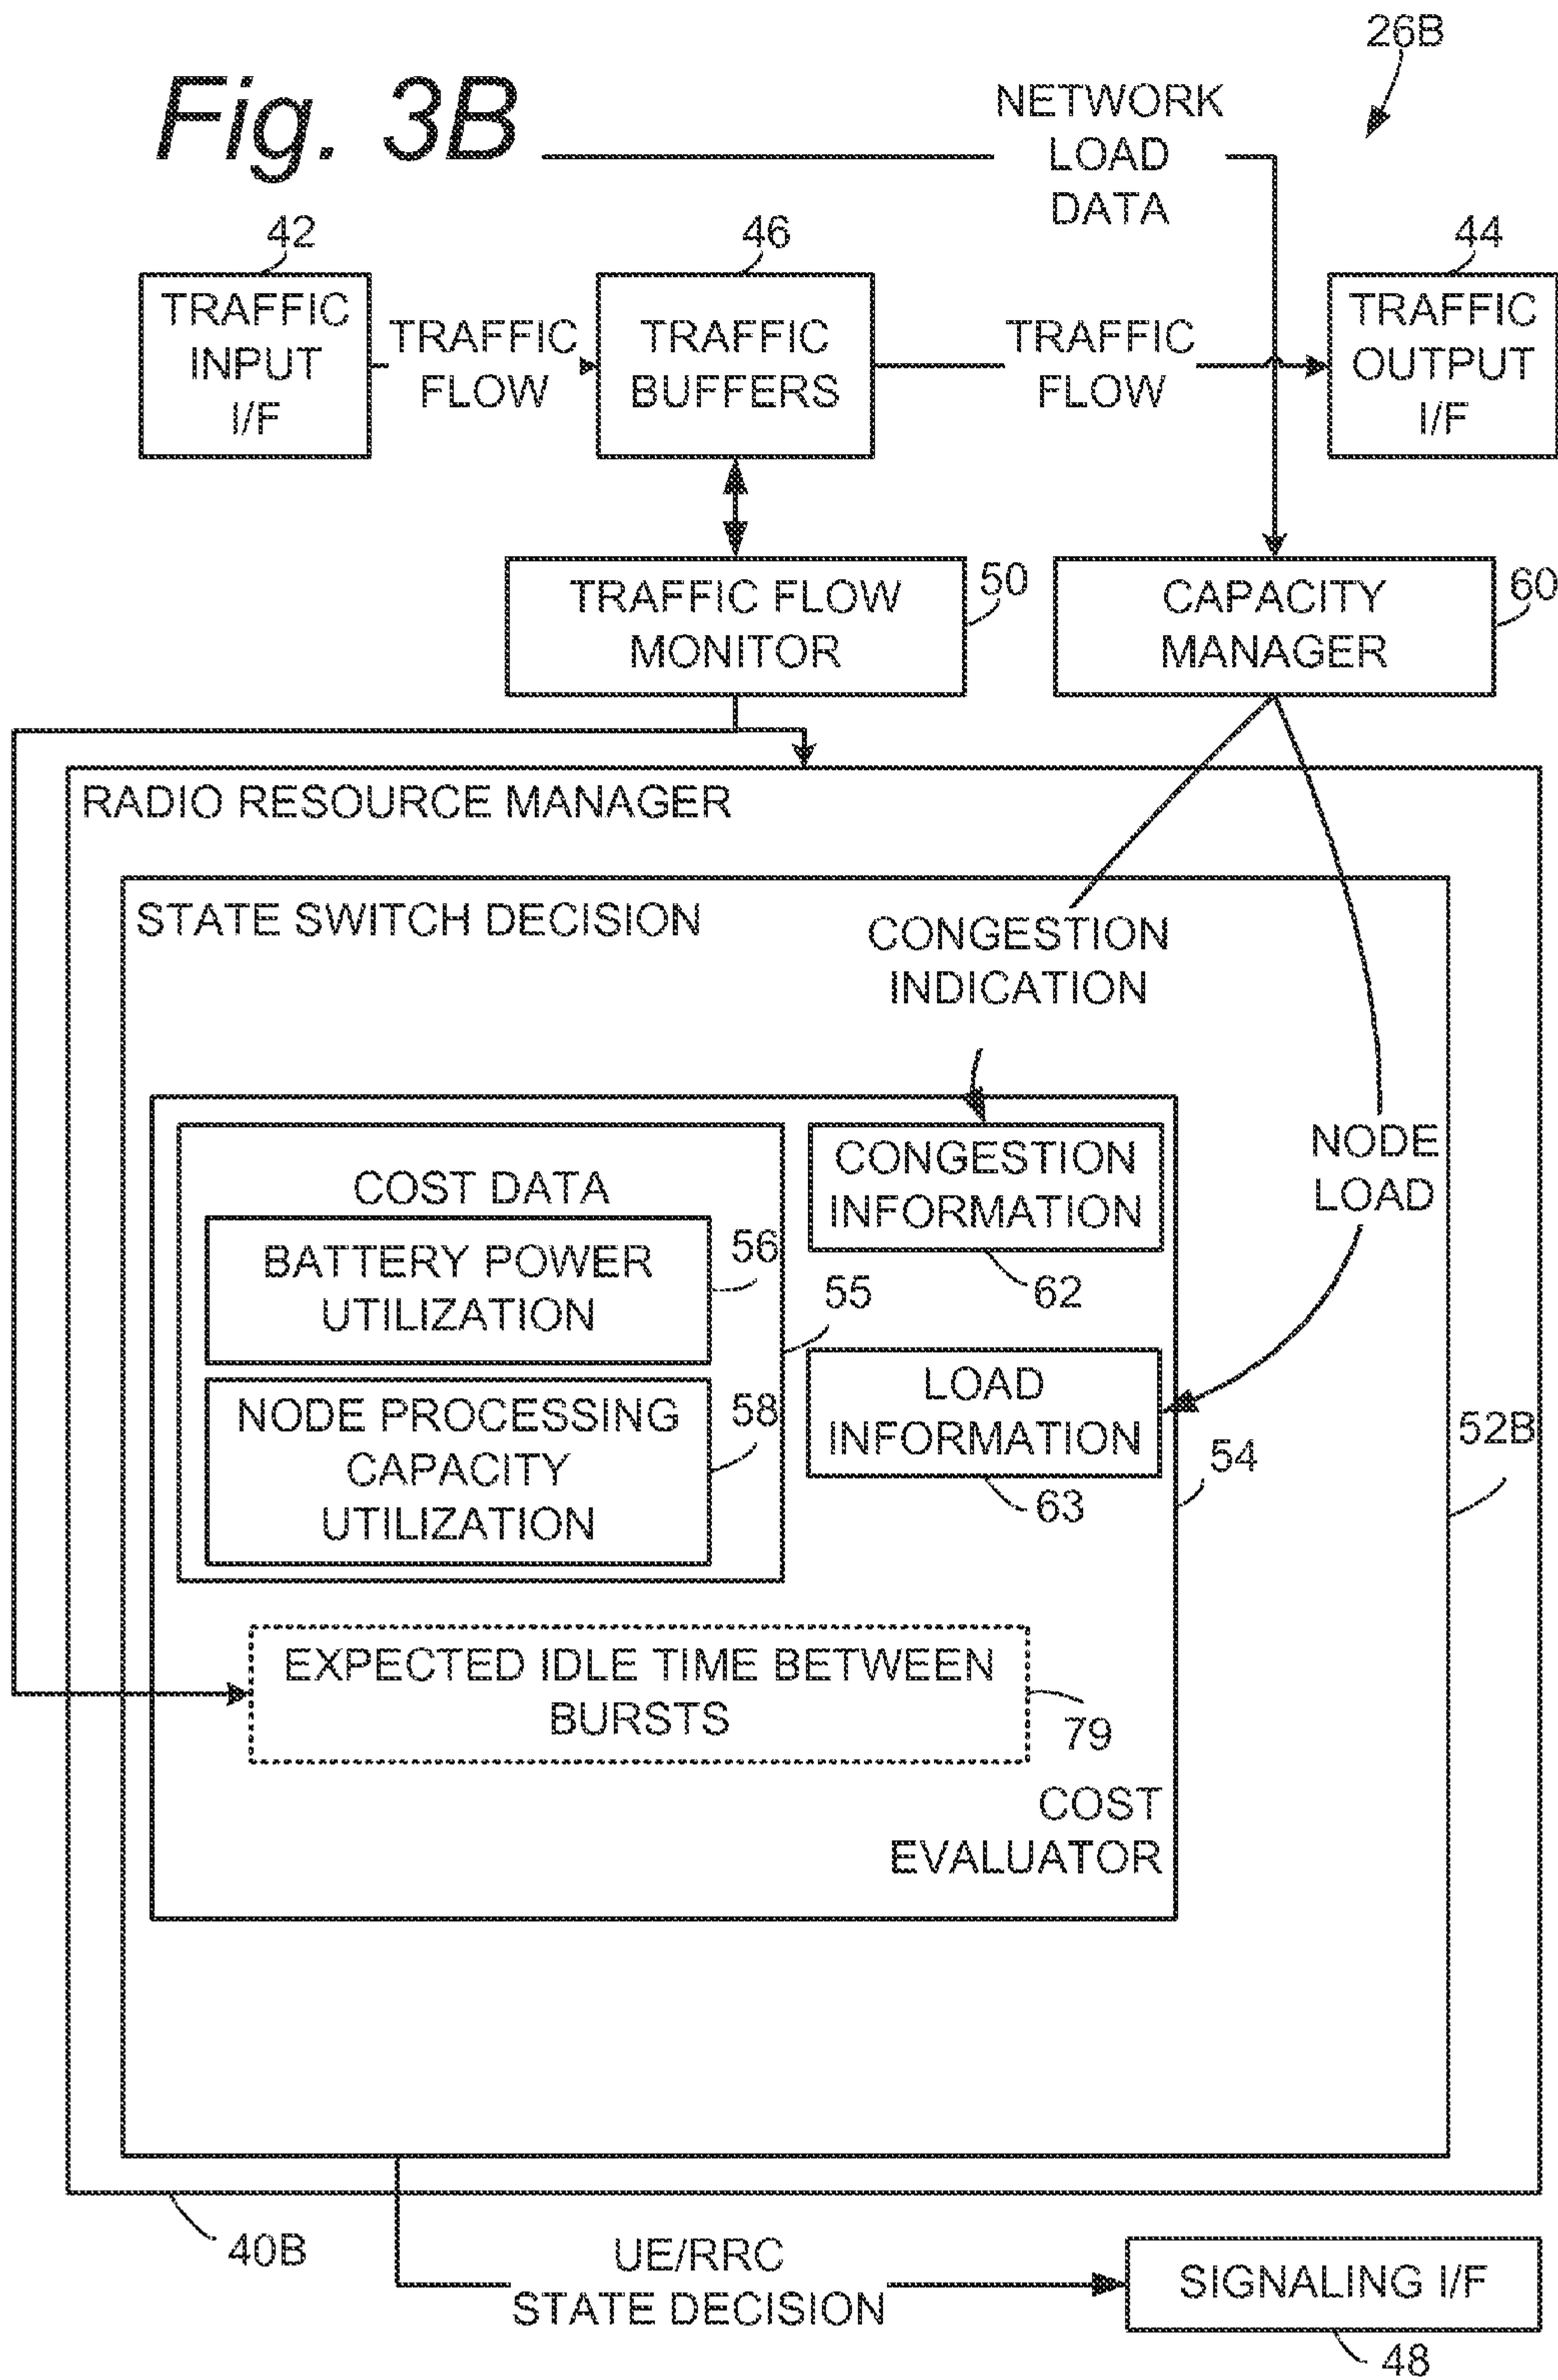 26B
Fig. 3B
NETWORK
LOAD
DATA
42
46
44
TRAFFIC
INPUT
I/F
TRAFFIC
FLOW
TRAFFIC
BUFFERS
TRAFFIC
FLOW
TRAFFIC
OUTPUT
I/F
TRAFFIC FLOW
MONITOR
50
CAPACITY
MANAGER
60
RADIO RESOURCE MANAGER
STATE SWITCH DECISION
CONGESTION
INDICATION
COST DATA
BATTERY POWER
UTILIZATION
56
55
NODE PROCESSING
CAPACITY
UTILIZATION
58
CONGESTION
INFORMATION
62
NODE
LOAD
LOAD
INFORMATION
63
54
52B
EXPECTED IDLE TIME BETWEEN
BURSTS
79
COST
EVALUATOR
40B
UE/RRC
STATE DECISION
SIGNALING I/F
48